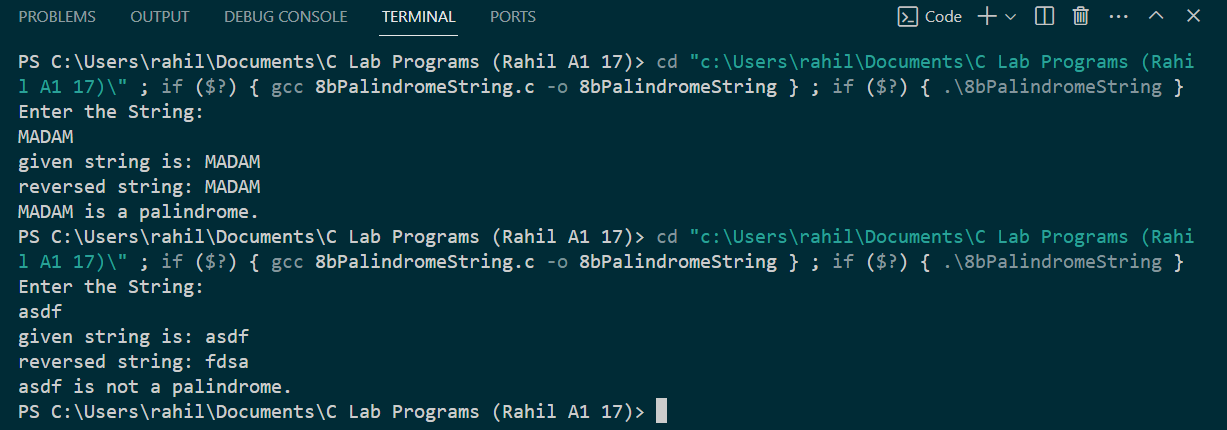 PROBLEMS OUTPUT DEBUG CONSOLE TERMINAL PORTS Code
PS C:\Users\rahil\Documents\C Lab Programs (Rahil A1 17)> cd "c:\Users\rahil\Documents\C Lab Programs (Rahi
l A1 17)\" ; if ($?) { gcc 8bPalindromeString.c -o 8bPalindromeString } ; if ($?) { .\8bPalindromeString }
Enter the String:
MADAM
given string is: MADAM
reversed string: MADAM
MADAM is a palindrome.
PS C:\Users\rahil\Documents\C Lab Programs (Rahil A1 17)> cd "c:\Users\rahil\Documents\C Lab Programs (Rahi
l A1 17)\" ; if ($?) { gcc 8bPalindromeString.c -o 8bPalindromeString } ; if ($?) { .\8bPalindromeString }
Enter the String:
asdf
given string is: asdf
reversed string: fdsa
asdf is not a palindrome.
PS C:\Users\rahil\Documents\C Lab Programs (Rahil A1 17)>